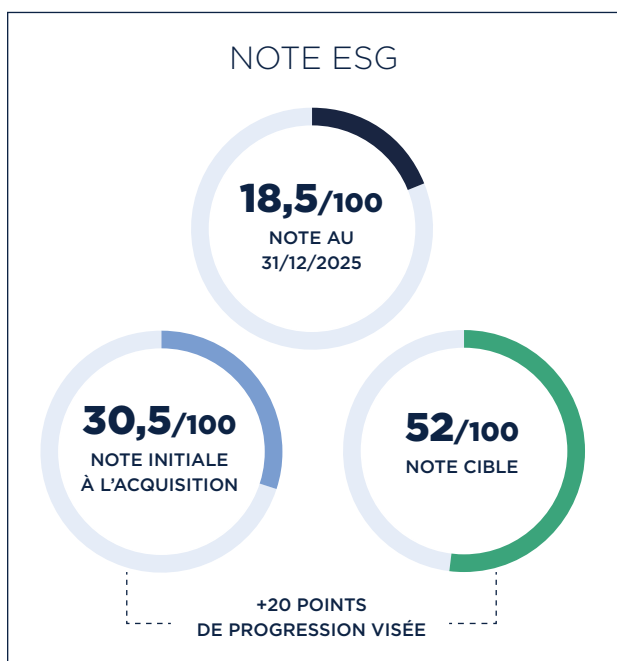 NOTE ESG
18,5/100
NOTE AU
31/12/2025
30,5/100
NOTE INITIALE
À L'ACQUISITION
52/100
NOTE CIBLE
+20 POINTS
DE PROGRESSION VISÉE